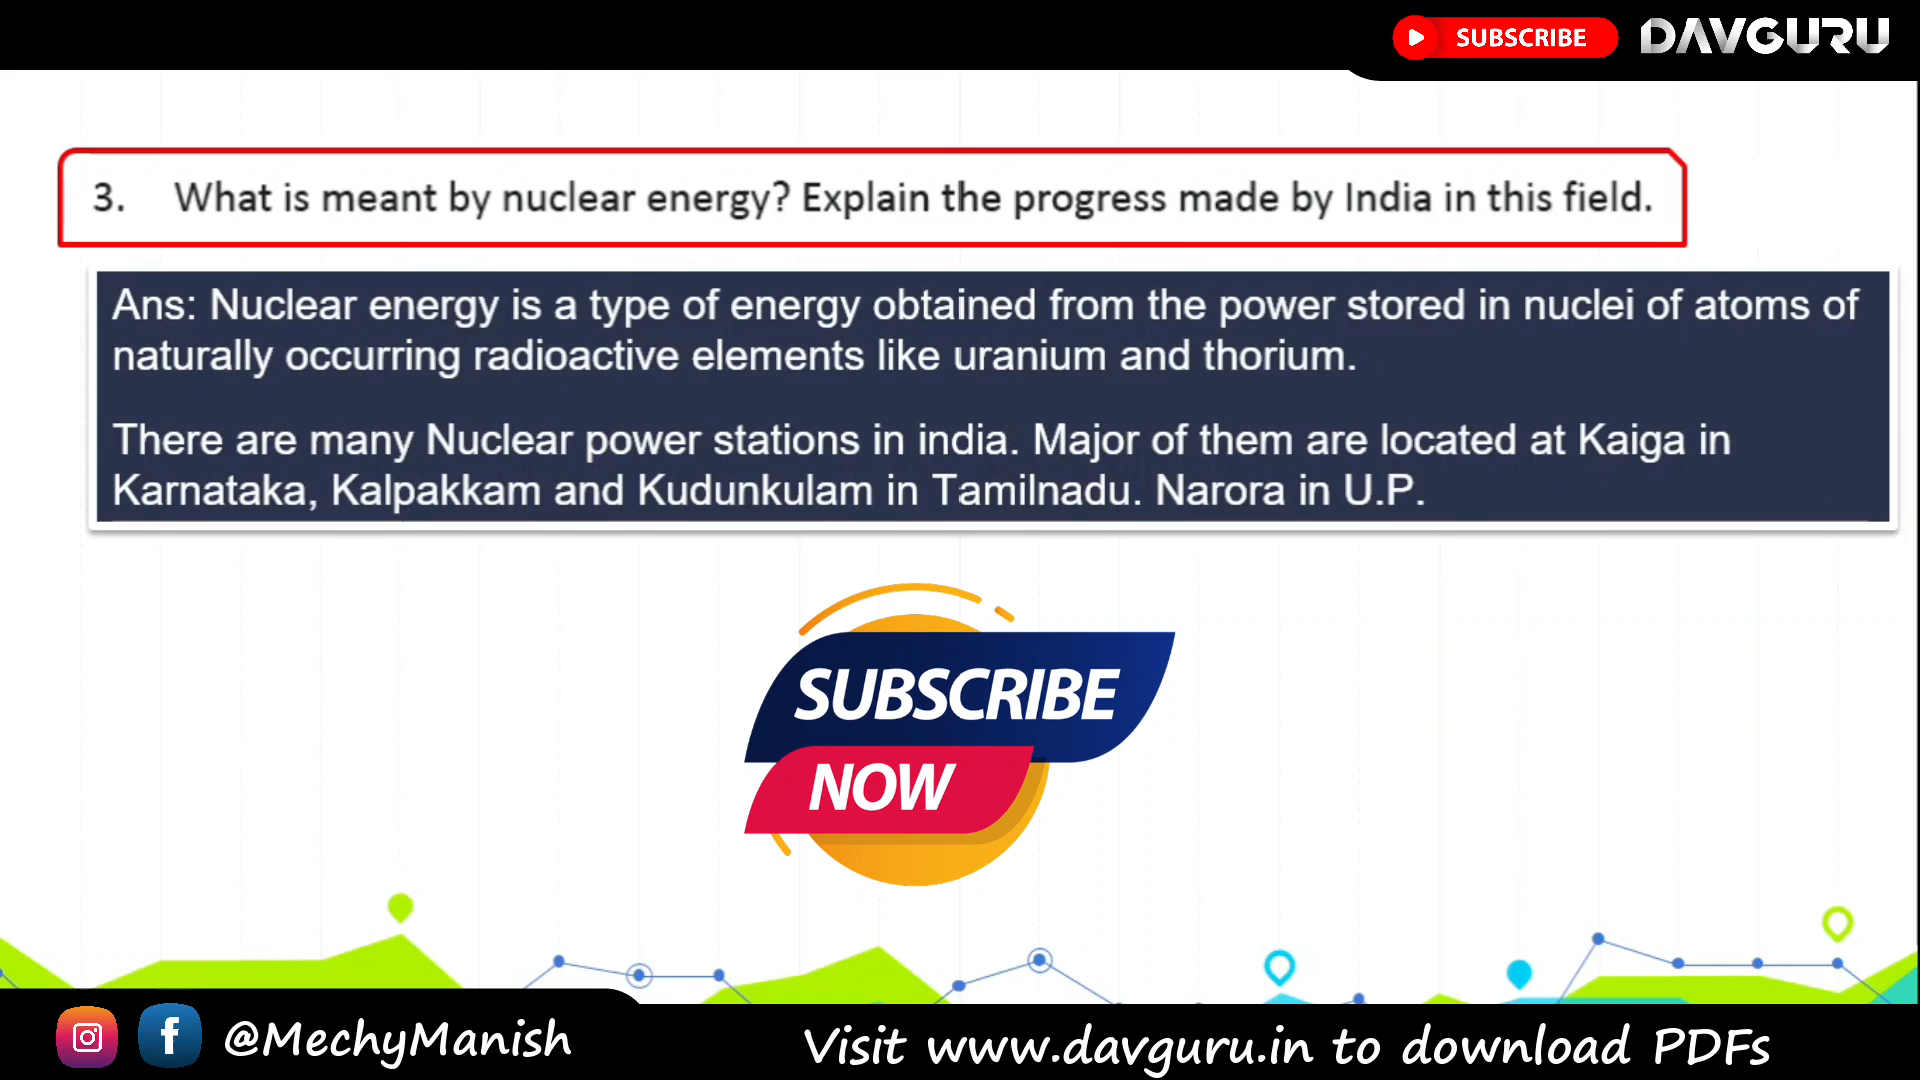 SUBSCRIBE DAVGURU
3. What is meant by nuclear energy? Explain the progress made by India in this field.
Ans: Nuclear energy is a type of energy obtained from the power stored in nuclei of atoms of
naturally occurring radioactive elements like uranium and thorium.
There are many Nuclear power stations in india. Major of them are located at Kaiga in
Karnataka, Kalpakkam and Kudunkulam in Tamilnadu. Narora in U.P.
SUBSCRIBE
NOW
@MechyManish
Visit www.davguru.in to download PDFs